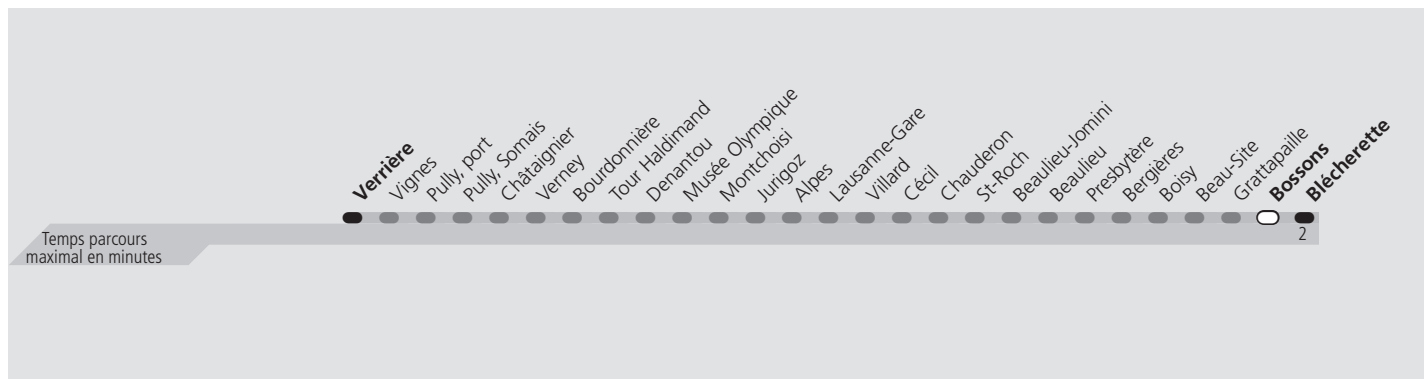 Verrière
Vignes
Pully, port
Pully, Somais
Châtaignier
Verney
Bourdonnière
Tour Haldimand
Denantou
Musée Olympique
Montchoisi
Jurigoz
Alpes
Lausanne-Gare
Villard
Cécil
Chauderon
St-Roch
Beaulieu-Jomini
Beaulieu
Presbytère
Bergières
Boisy
Beau-Site
Grattapaille
Bossons
Blécherette
Temps parcours
maximal en minutes
2